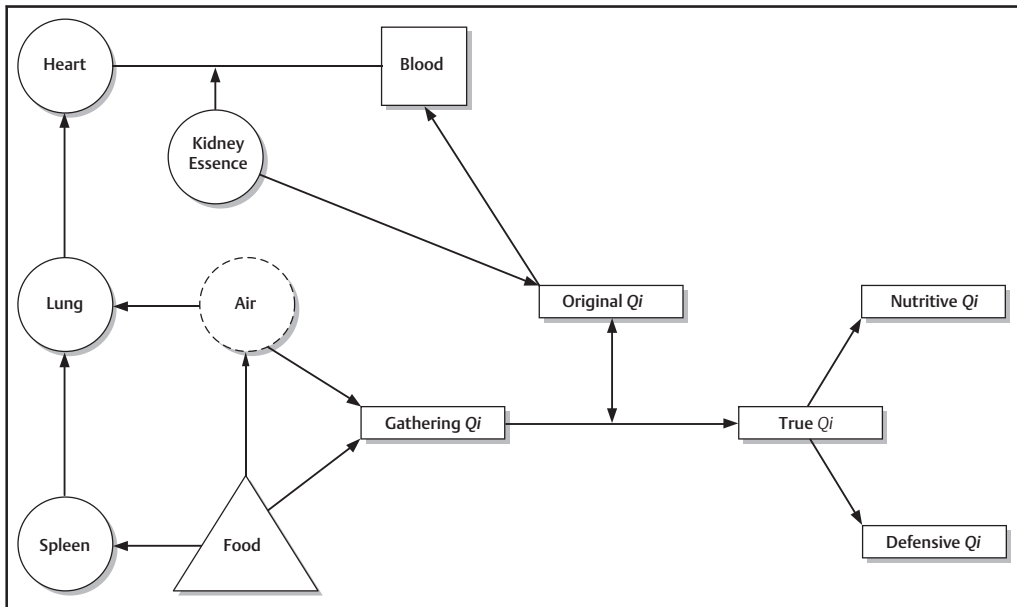 Heart
Blood
Kidney
Essence
Lung
Air
Original Qi
Nutritive Qi
Gathering Qi
True Qi
Spleen
Food
Defensive Qi